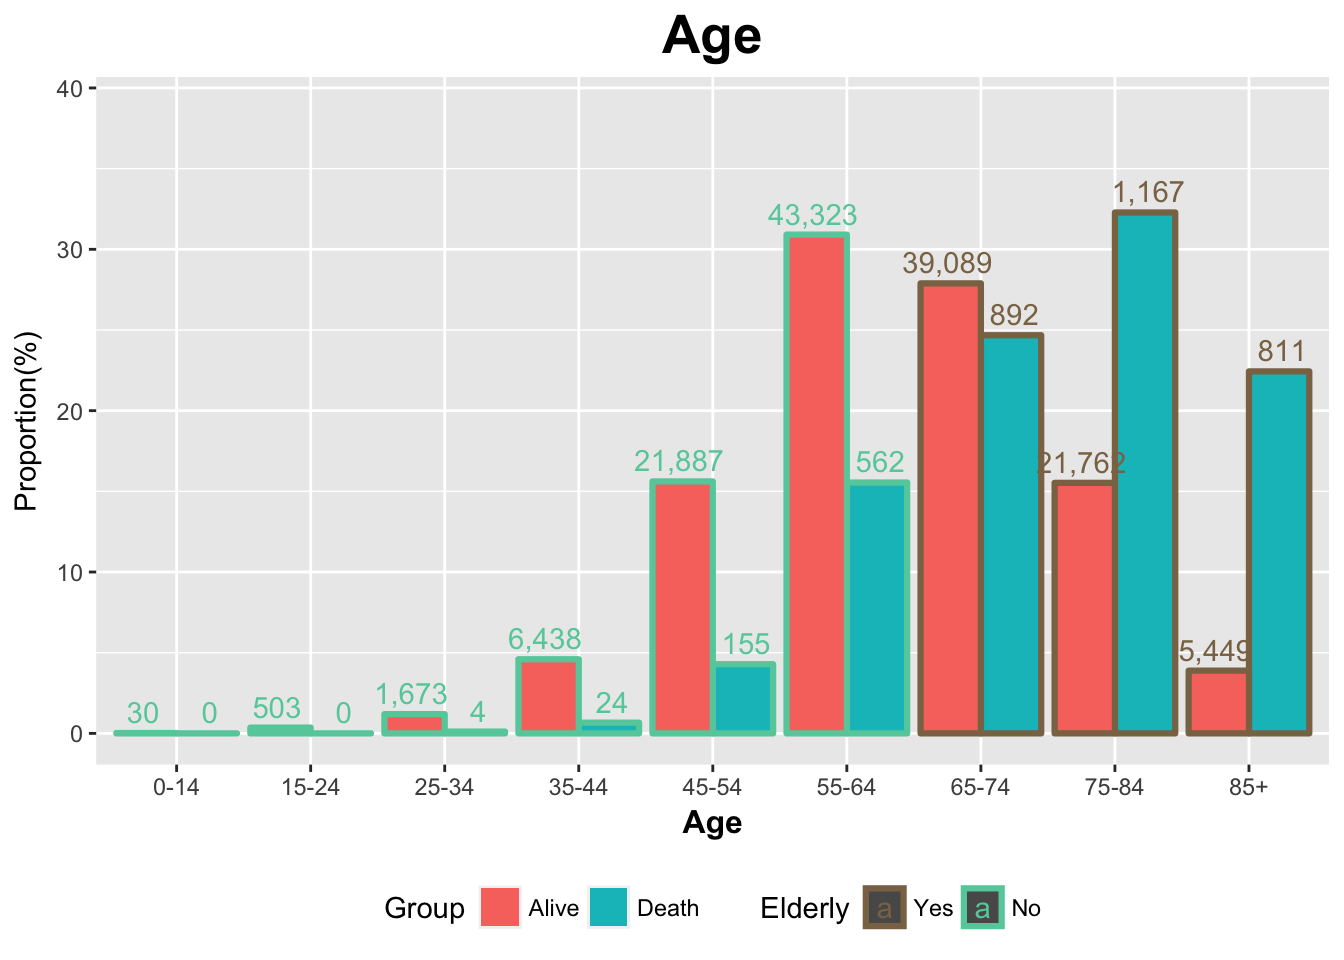 Age
40
30
20
10
0
Proportion(%)
30 0 503 0 1,673 4 6,438 24 21,887 155 43,323 562 39,089 892 21,762 1,167 5,449 811
0-14 15-24 25-34 35-44 45-54 55-64 65-74 75-84 85+
Age
Group Alive Death Elderly a Yes a No